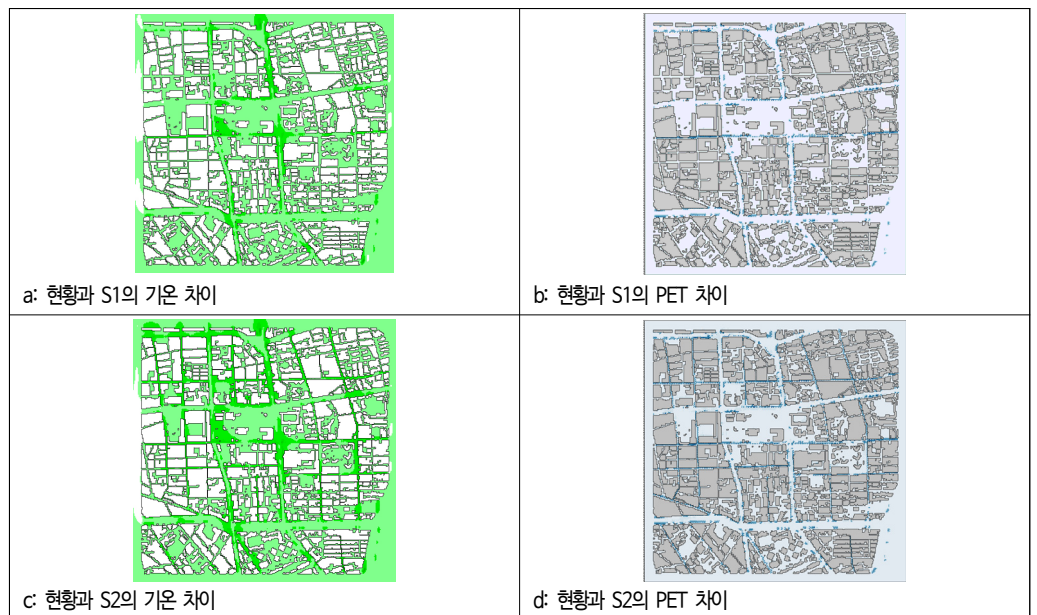 a: 현황과 S1의 기온 차이
b: 현황과 S1의 PET 차이
c: 현황과 S2의 기온 차이
d: 현황과 S2의 PET 차이